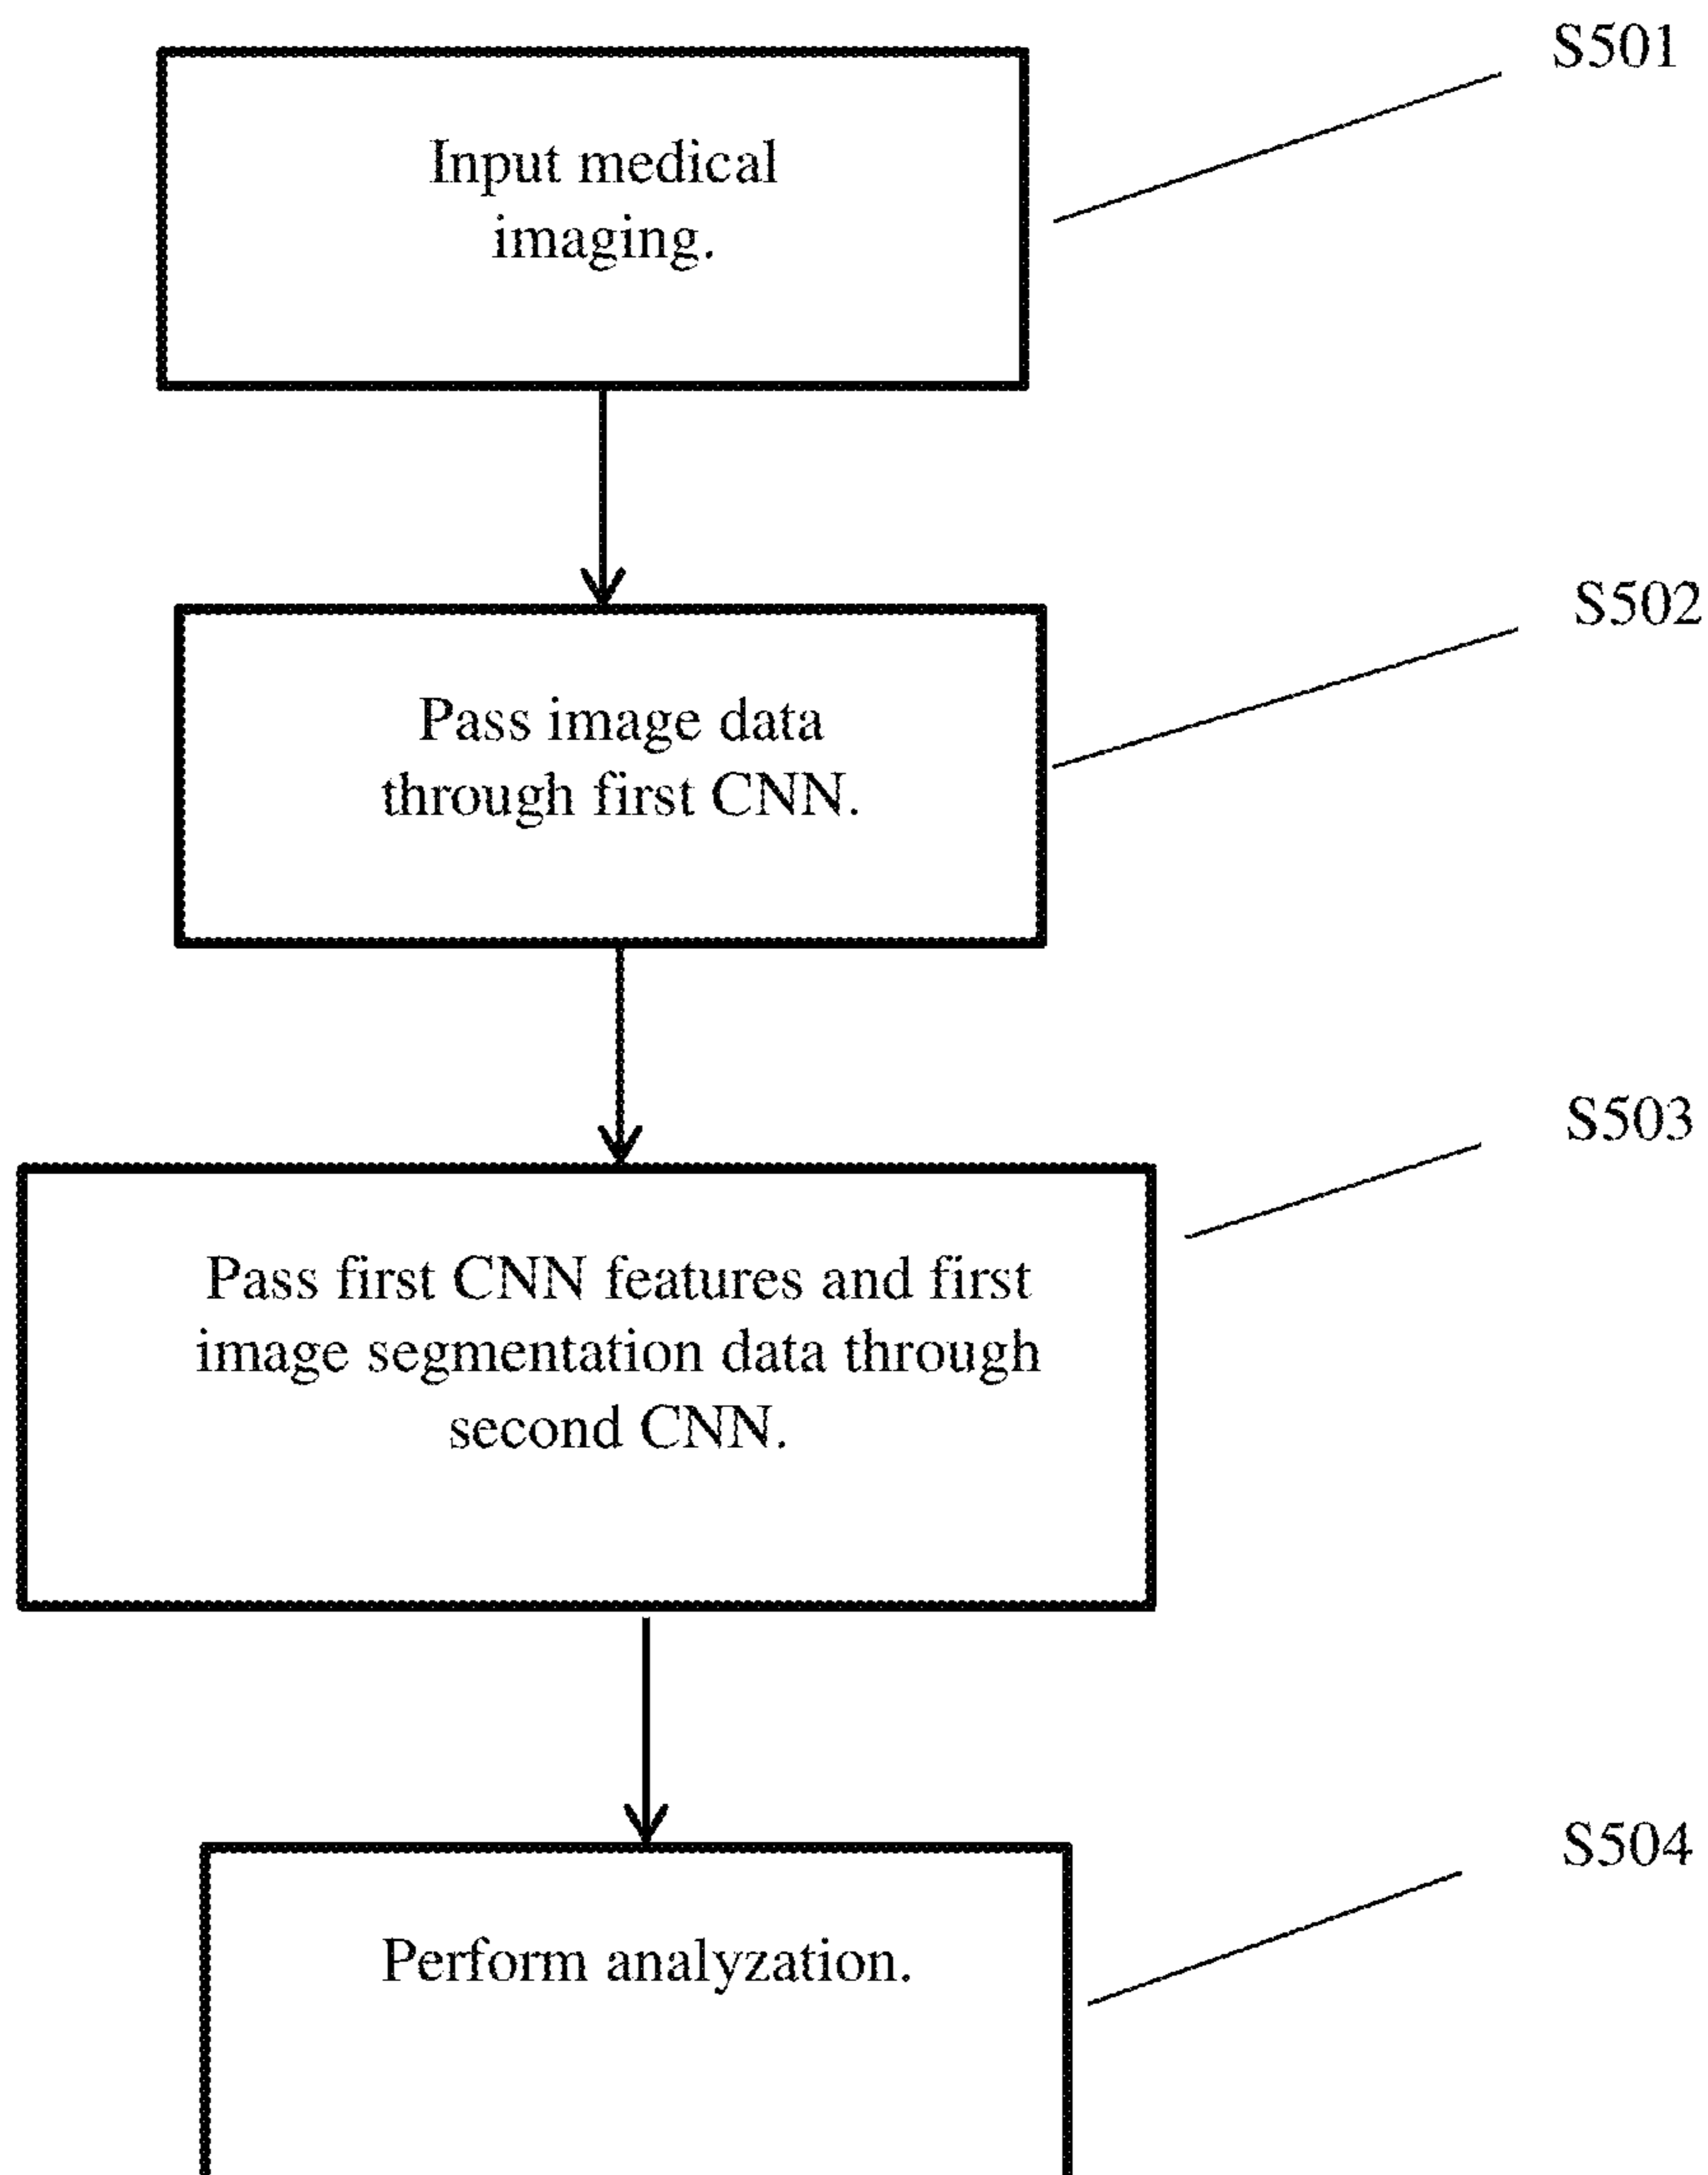 S501
Input medical
imaging.
S502
Pass image data
through first CNN.
S503
Pass first CNN features and first
image segmentation data through
second CNN.
S504
Perform analyzation.